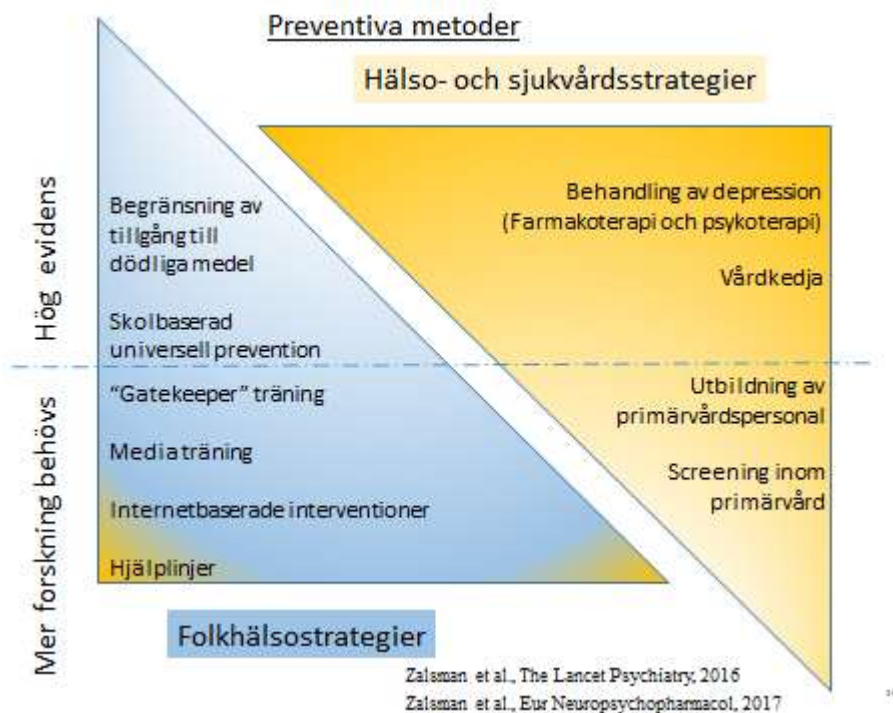 Preventiva metoder
Hälso- och sjukvårdsstrategier
Hög evidens
Mer forskning behövs
Begränsning av
tillgång till
dödliga medel
Skolbaserad
universell prevention
“Gatekeeper” träning
Media träning
Internetbaserade interventioner
Hjälplinjer
Behandling av depression
(Farmakoterapi och psykoterapi)
Vårdkedja
Utbildning av
primärvårdspersonal
Screening inom
primärvård
Folkhälsostrategier
Zalsman et al., The Lancet Psychiatry, 2016
Zalsman et al., Eur Neuropsychopharmacol, 2017